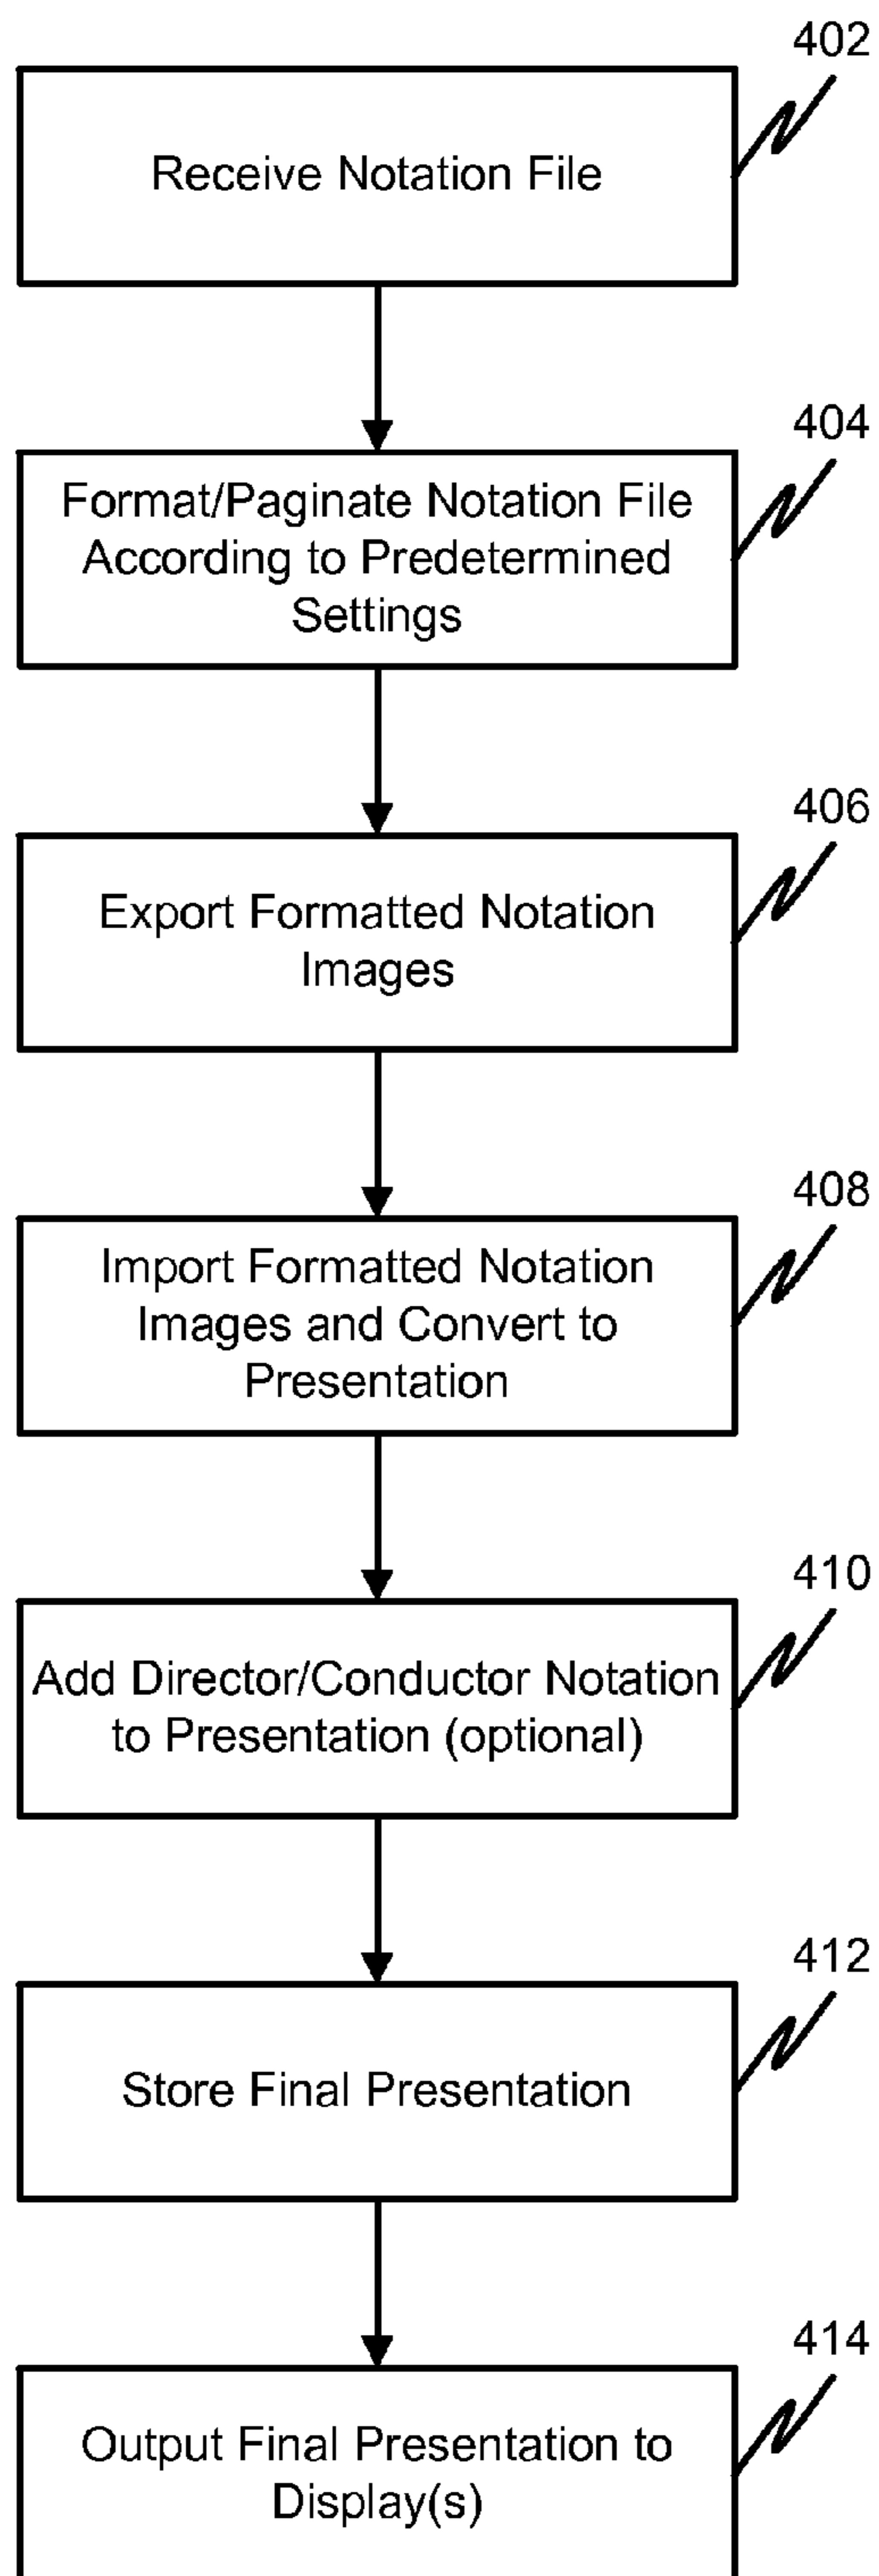 402
Receive Notation File
404
Format/Paginate Notation File
According to Predetermined
Settings
406
Export Formatted Notation
Images
408
Import Formatted Notation
Images and Convert to
Presentation
410
Add Director/Conductor Notation
to Presentation (optional)
412
Store Final Presentation
414
Output Final Presentation to
Display(s)